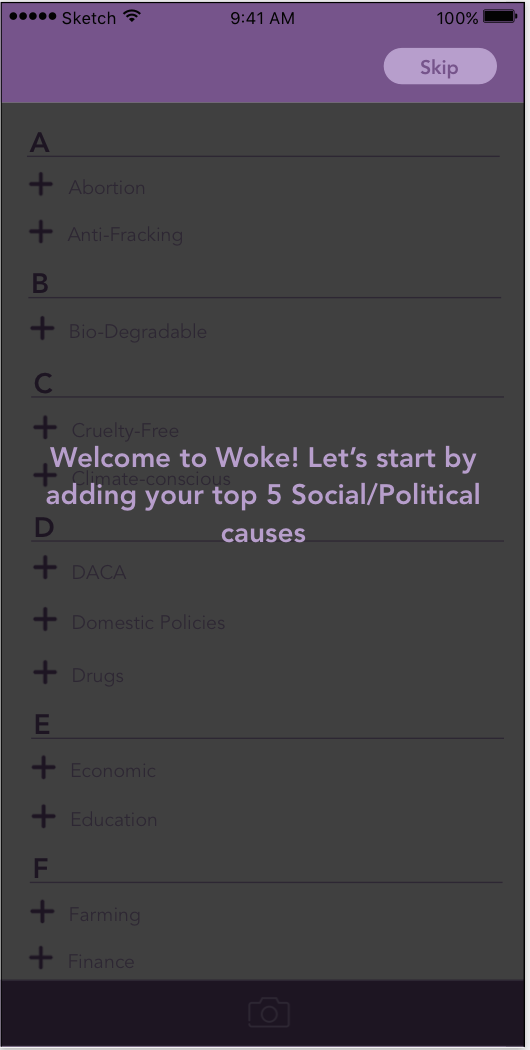 Sketch 9:41 AM 100%
Skip
A
Abortion
Anti-Fracking
B
Bio-Degradable
C
Cruelty-Free
Welcome to Woke! Let’s start by
Climate-conscious
adding your top 5 Social/Political
D
causes
DACA
Domestic Policies
Drugs
E
Economic
Education
F
Farming
Finance